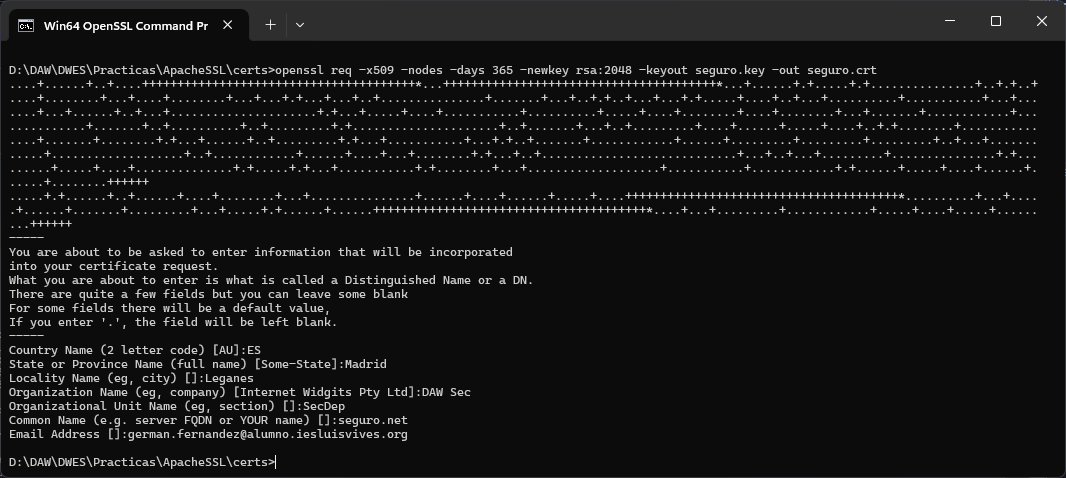 Win64 OpenSSL Command Pr
D:\DAW\DWES\Practicas\ApacheSSL\certs>openssl req -x509 -nodes -days 365 -newkey rsa:2048 -keyout seguro.key -out seguro.crt
-----
You are about to be asked to enter information that will be incorporated
into your certificate request.
What you are about to enter is what is called a Distinguished Name or a DN.
There are quite a few fields but you can leave some blank
For some fields there will be a default value,
If you enter '.', the field will be left blank.
-----
Country Name (2 letter code) [AU]:ES
State or Province Name (full name) [Some-State]:Madrid
Locality Name (eg, city) []:Leganes
Organization Name (eg, company) [Internet Widgits Pty Ltd]:DAW Sec
Organizational Unit Name (eg, section) []:SecDep
Common Name (e.g. server FQDN or YOUR name) []:seguro.net
Email Address []:german.fernandez@alumno.iesluisvives.org
D:\DAW\DWES\Practicas\ApacheSSL\certs>